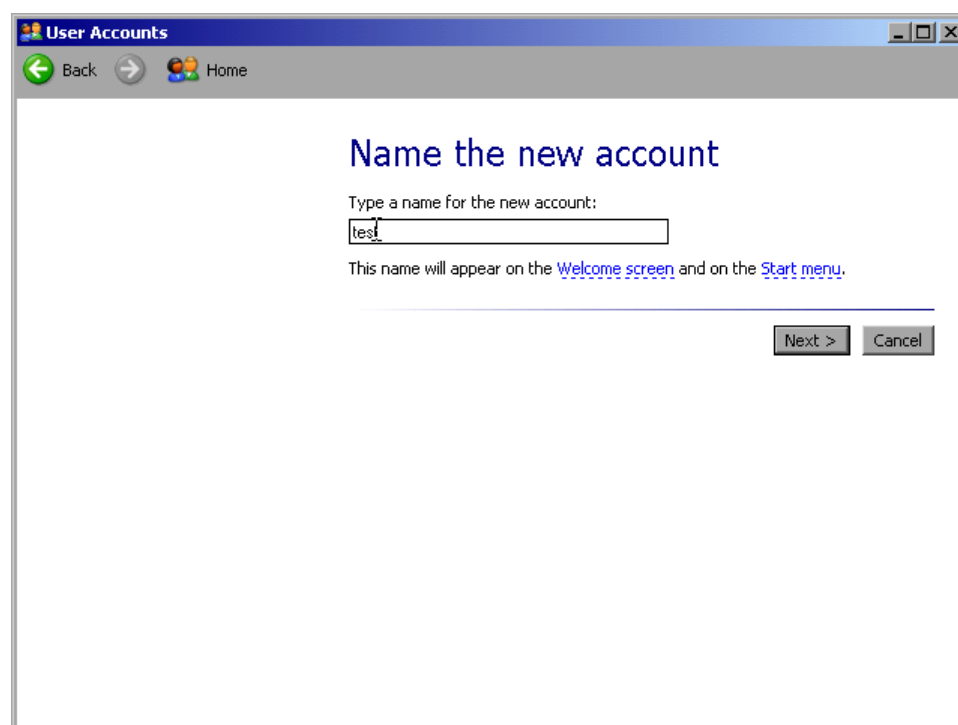 User Accounts
Back Home
Name the new account
Type a name for the new account:
test
This name will appear on the Welcome screen and on the Start menu.
Next > Cancel